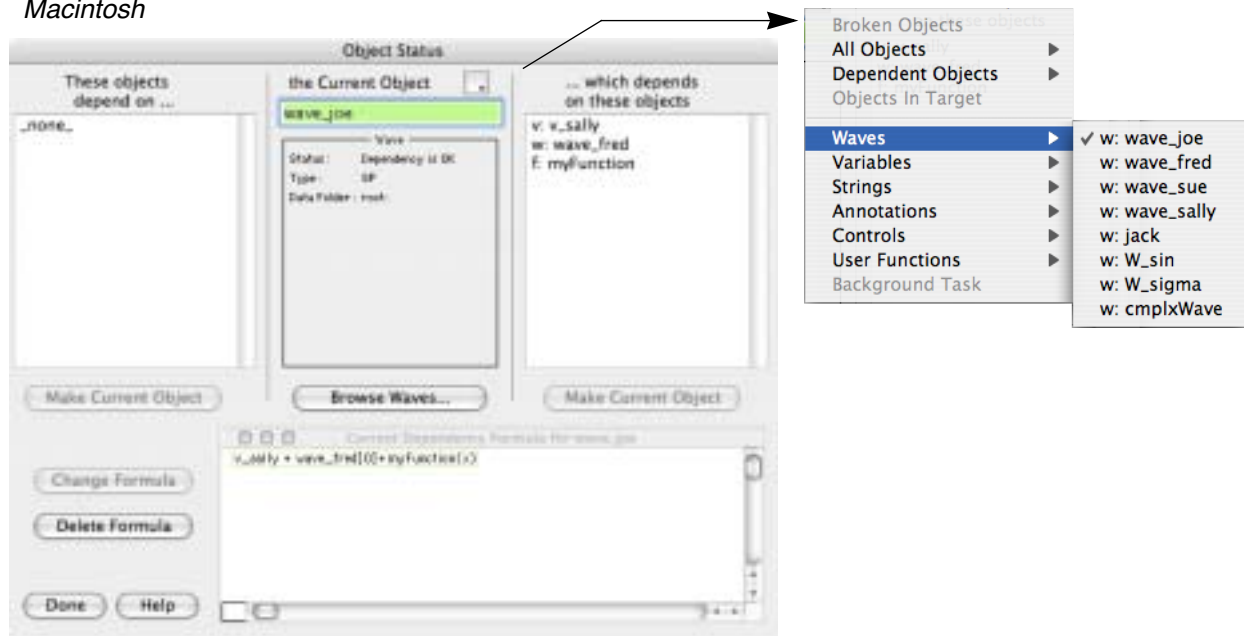 Macintosh
Object Status
These objects
depend on ...
_none_
the Current Object
wave_joe
Wave
Status: Dependency is OK
Type: SP
Data Folder: root:
... which depends
on these objects
v: v_sally
w: wave_fred
f: myFunction
Make Current Object
Browse Waves...
Make Current Object
Current Dependency Formula for wave_joe
v_sally + wave_fred[0]+myFunction(x)
Change Formula
Delete Formula
Done
Help
Broken Objects
All Objects
Dependent Objects
Objects In Target
Waves
Variables
Strings
Annotations
Controls
User Functions
Background Task
✓ w: wave_joe
w: wave_fred
w: wave_sue
w: wave_sally
w: jack
w: W_sin
w: W_sigma
w: cmplxWave